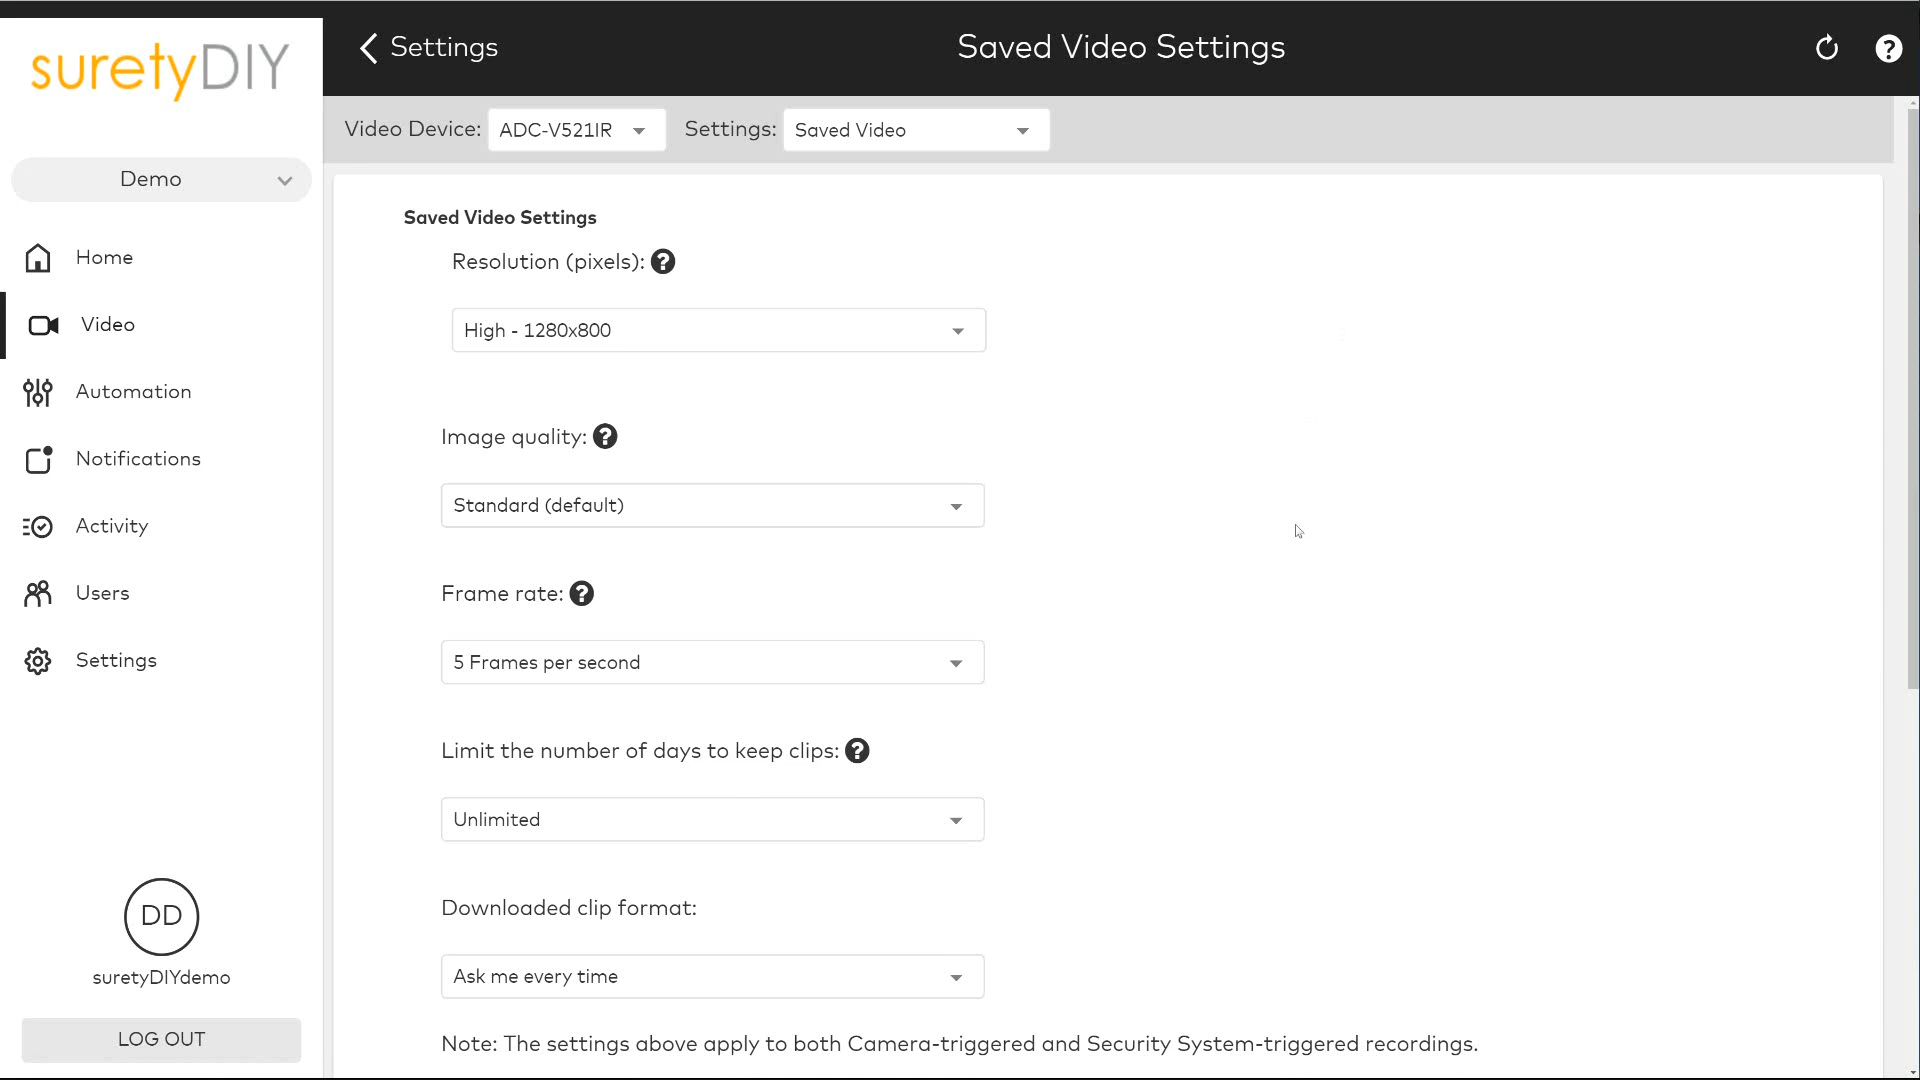 suretyDIY
Settings
Saved Video Settings
?
Demo
Video Device: ADC-V521IR Settings: Saved Video
Home
Video
Automation
Notifications
Activity
Users
Settings
DD
suretyDIYdemo
LOG OUT
Saved Video Settings
Resolution (pixels): ?
High - 1280x800
Image quality: ?
Standard (default)
Frame rate: ?
5 Frames per second
Limit the number of days to keep clips: ?
Unlimited
Downloaded clip format:
Ask me every time
Note: The settings above apply to both Camera-triggered and Security System-triggered recordings.